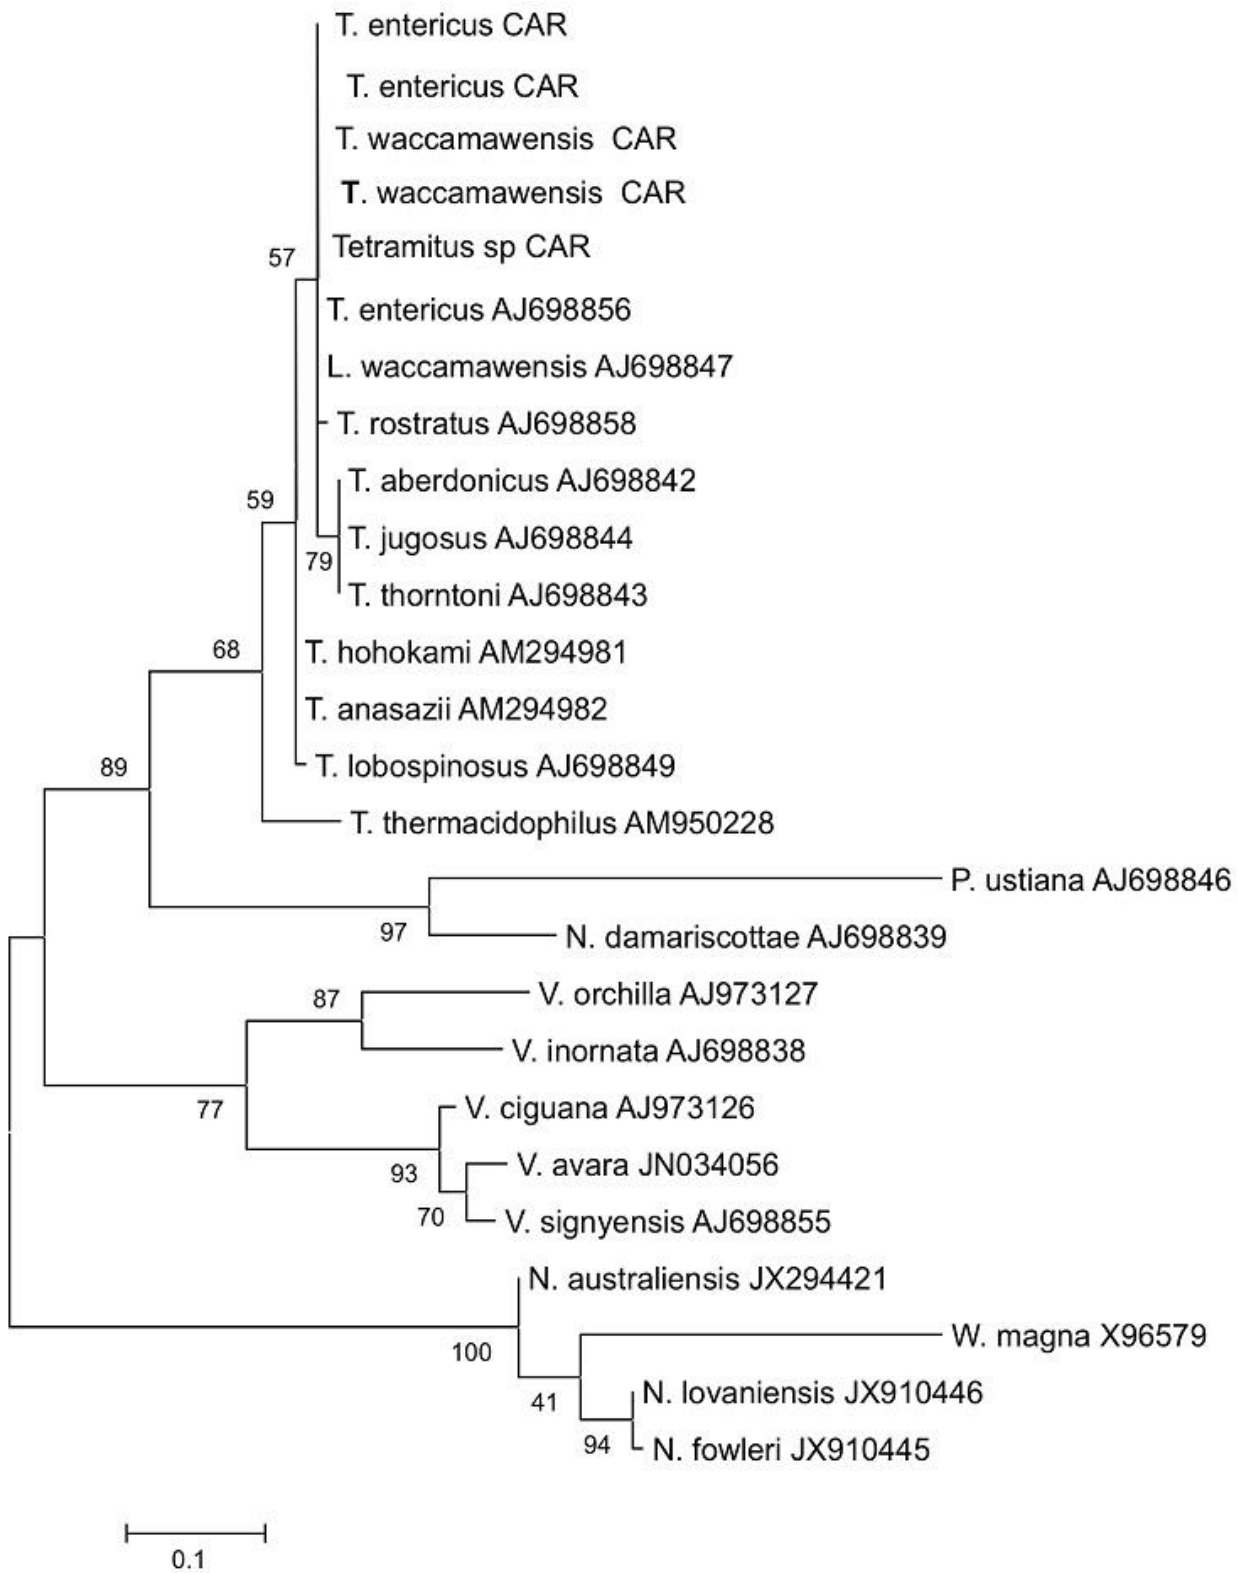 T. entericus CAR
T. entericus CAR
T. waccamawensis CAR
T. waccamawensis CAR
Tetramitus sp CAR
57
T. entericus AJ698856
L. waccamawensis AJ698847
T. rostratus AJ698858
T. aberdonicus AJ698842
59
T. jugosus AJ698844
79
T. thorntoni AJ698843
68
T. hohokami AM294981
T. anasazii AM294982
T. lobospinosus AJ698849
89
T. thermacidophilus AM950228
P. ustiana AJ698846
97
N. damariscottae AJ698839
V. orchilla AJ973127
87
V. inornata AJ698838
77
V. ciguana AJ973126
93
V. avara JN034056
70
V. signyensis AJ698855
N. australiensis JX294421
W. magna X96579
100
N. lovaniensis JX910446
41
94
N. fowleri JX910445
0.1